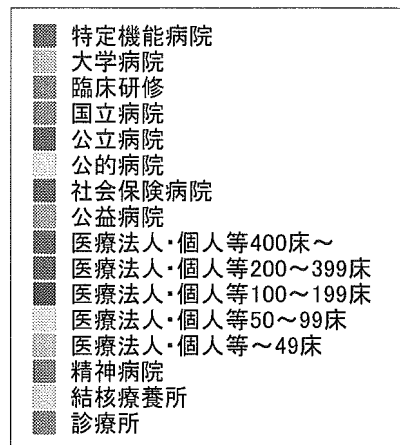 特定機能病院
大学病院
臨床研修
国立病院
公立病院
公的病院
社会保険病院
公益病院
医療法人・個人等400床～
医療法人・個人等200～399床
医療法人・個人等100～199床
医療法人・個人等50～99床
医療法人・個人等～49床
精神病院
結核療養所
診療所